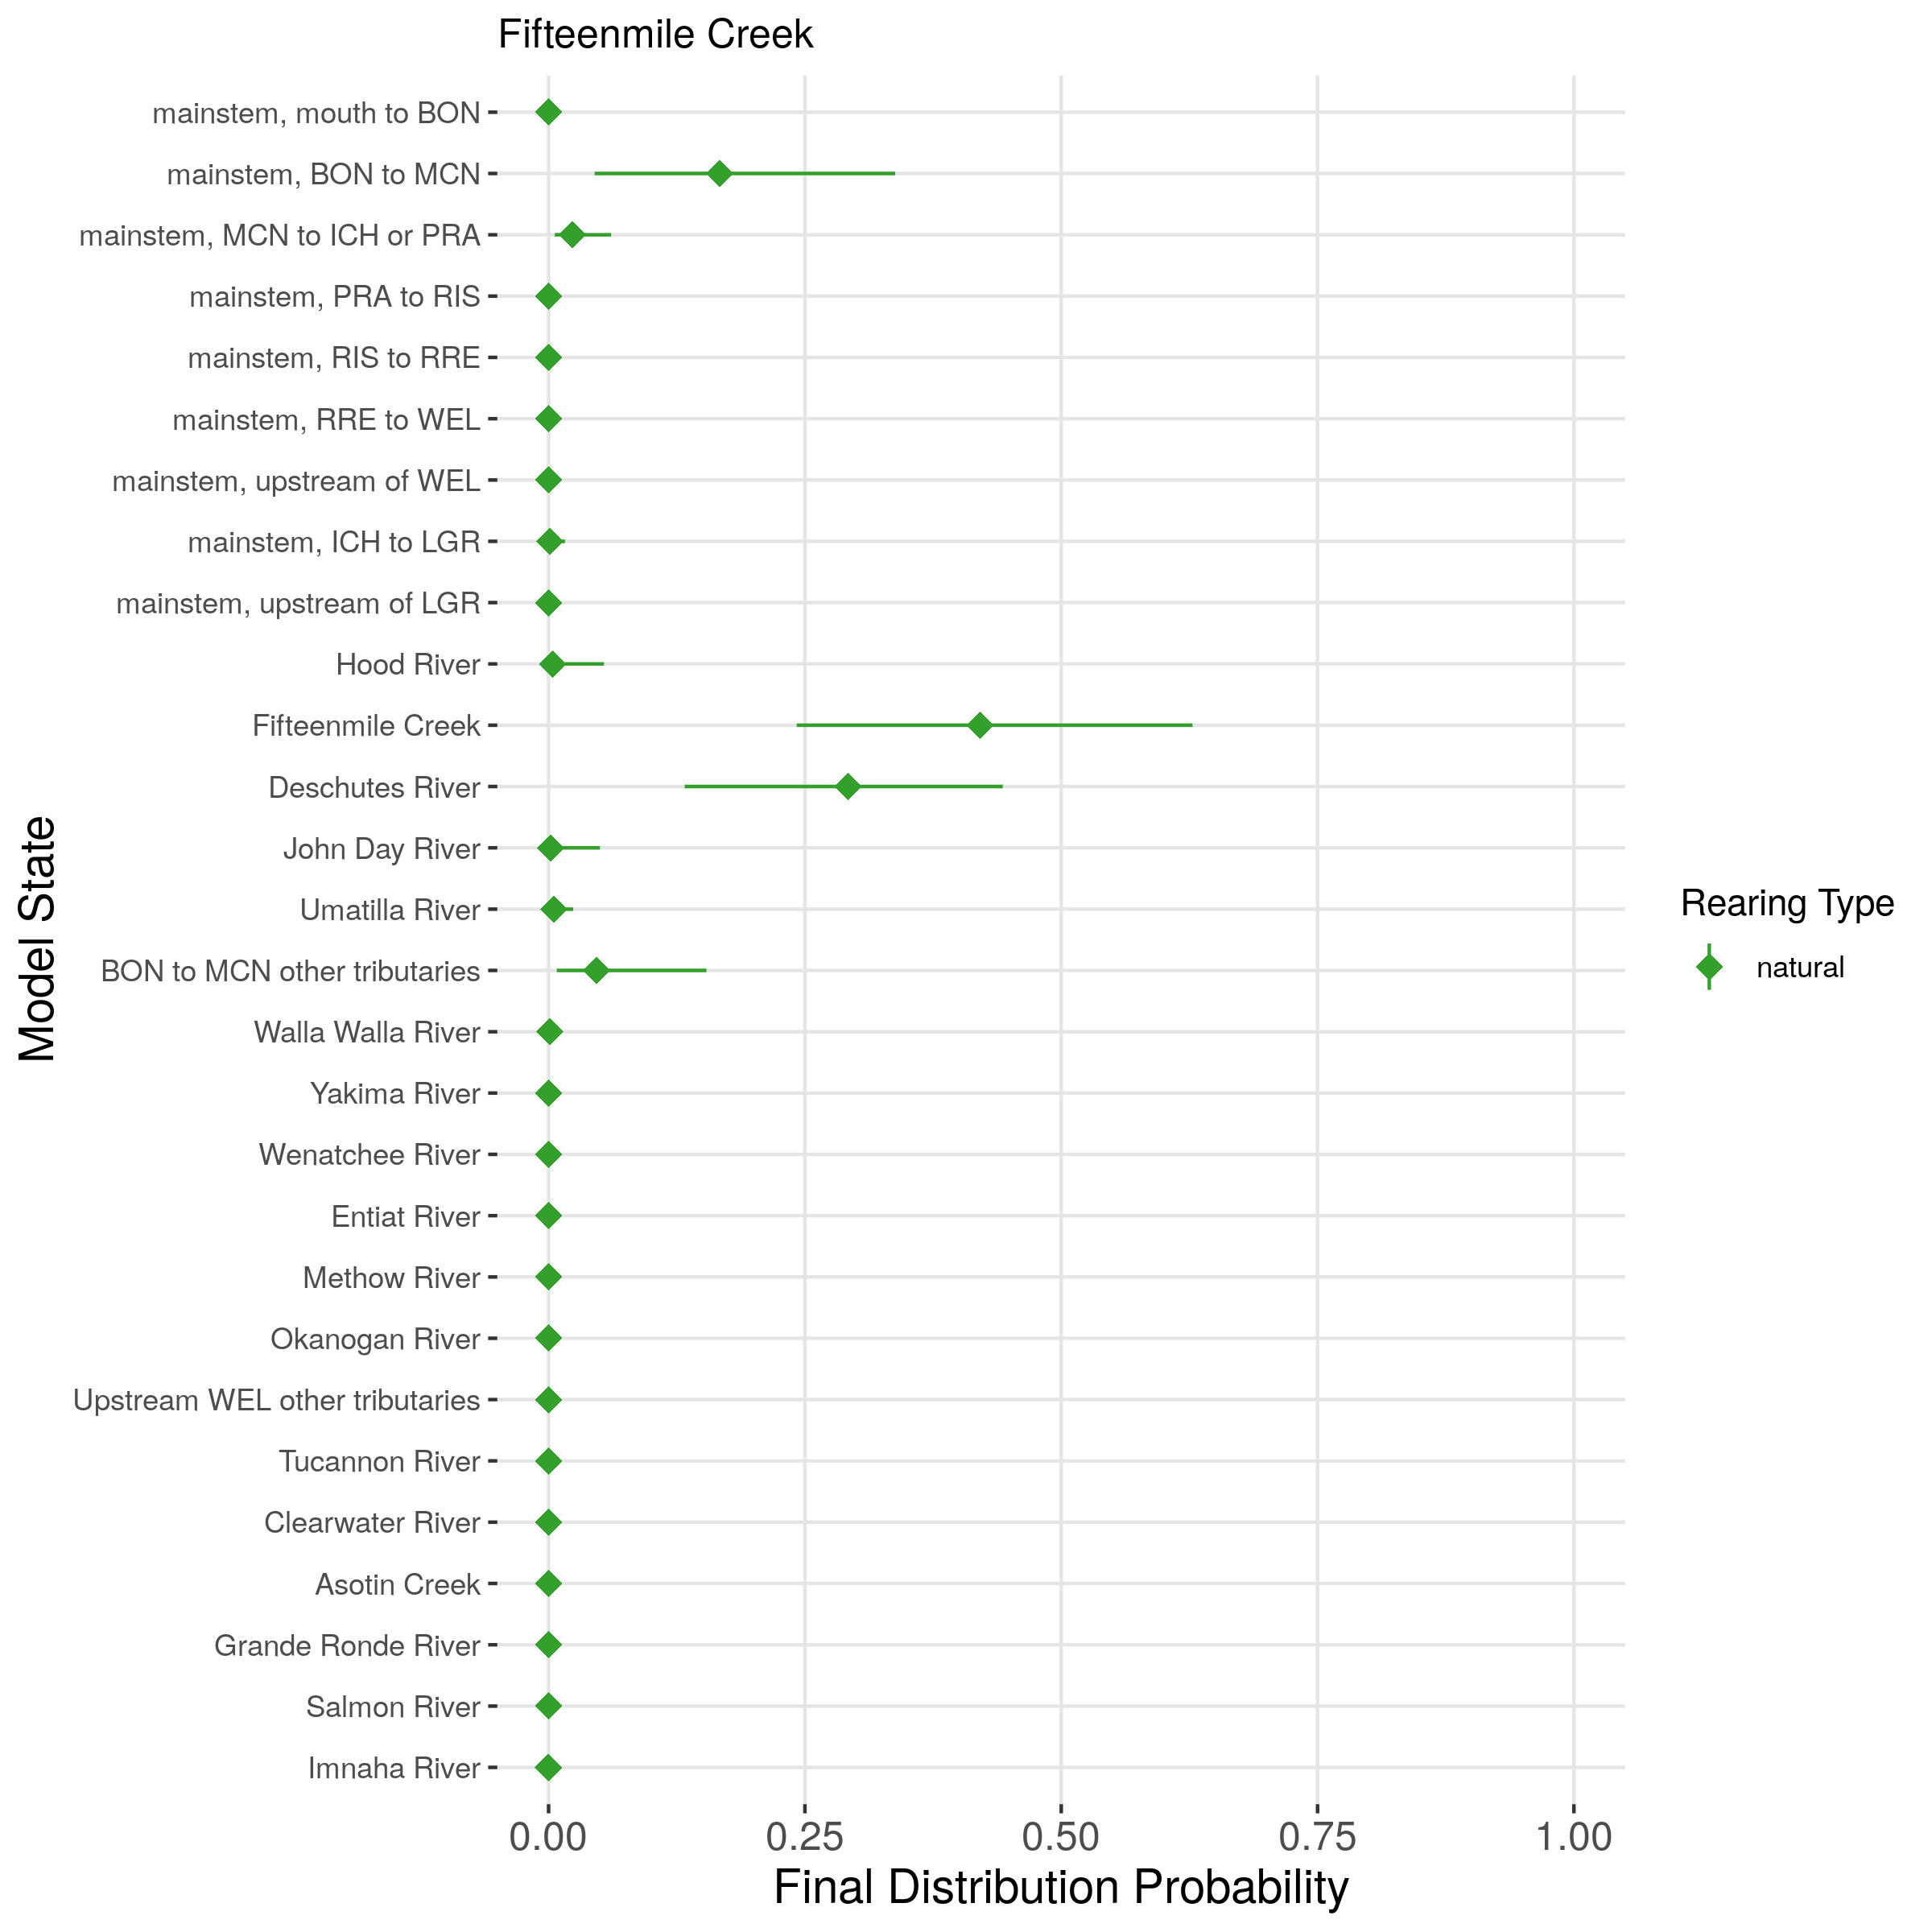 Fifteenmile Creek
mainstem, mouth to BON
mainstem, BON to MCN
mainstem, MCN to ICH or PRA
mainstem, PRA to RIS
mainstem, RIS to RRE
mainstem, RRE to WEL
mainstem, upstream of WEL
mainstem, ICH to LGR
mainstem, upstream of LGR
Hood River
Fifteenmile Creek
Deschutes River
John Day River
Umatilla River
BON to MCN other tributaries
Walla Walla River
Yakima River
Wenatchee River
Entiat River
Methow River
Okanogan River
Upstream WEL other tributaries
Tucannon River
Clearwater River
Asotin Creek
Grande Ronde River
Salmon River
Imnaha River
Model State
0.00 0.25 0.50 0.75 1.00
Final Distribution Probability
Rearing Type
natural